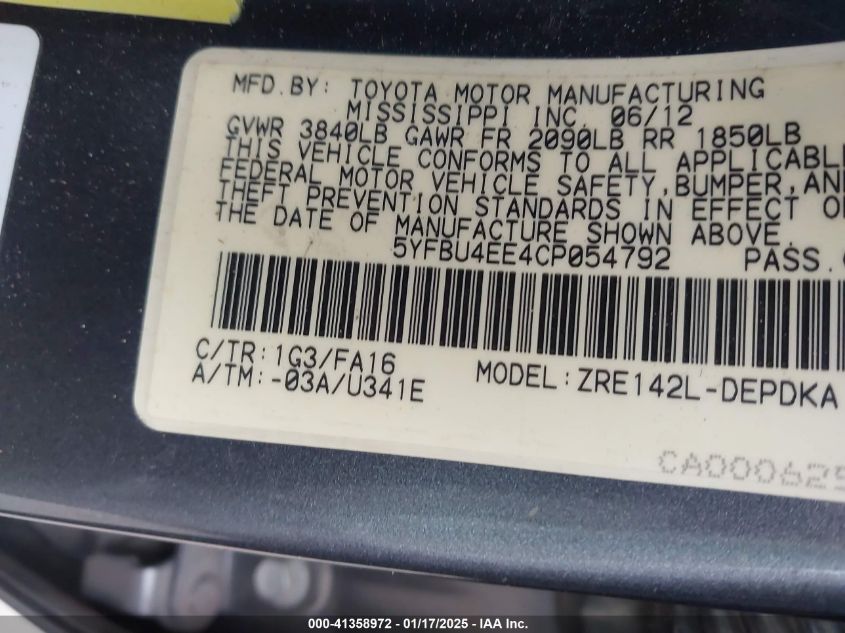 MFD.BY: TOYOTA MOTOR MANUFACTURING
MISSISSIPPI INC. 06/12
GVWR 3840LB GAWR FR 2090LB RR 1850LB
THIS VEHICLE CONFORMS TO ALL APPLICABL
FEDERAL MOTOR VEHICLE SAFETY,BUMPER,AN
THEFT PREVENTION STANDARDS IN EFFECT O
THE DATE OF MANUFACTURE SHOWN ABOVE.
5YFBU4EE4CP054792 PASS.
C/TR:1G3/FA16
A/TM:-03A/U341E
MODEL:ZRE142L-DEPDKA
CA000625
000-41358972 - 01/17/2025 - IAA Inc.